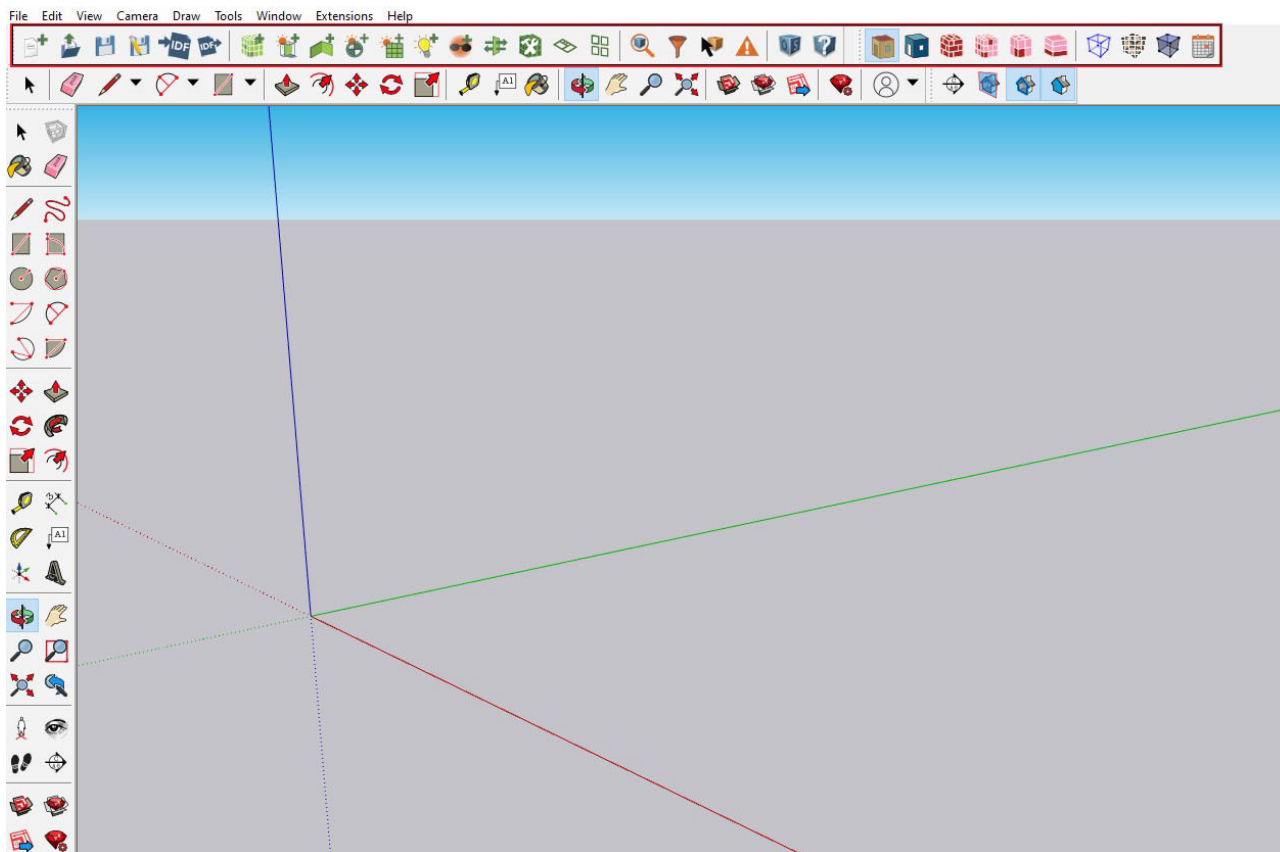 File Edit View Camera Draw Tools Window Extensions Help
IDF IDF
A1
A1